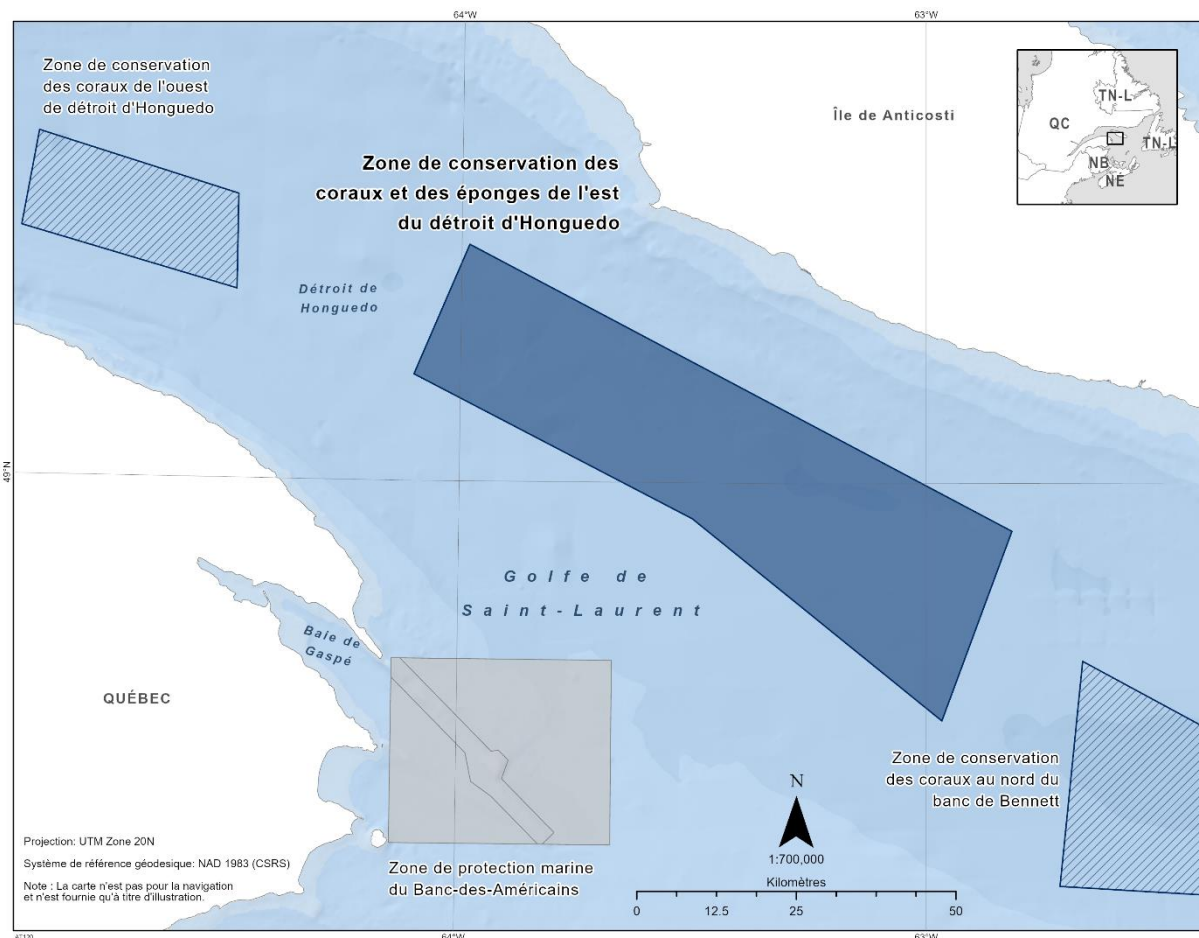 64°W
63°W
Zone de conservation
des coraux de l'ouest
de détroit d'Honguedo
Île de Anticosti
TN-L
QC
TN-L
NB
NÉ
Zone de conservation des
coraux et des éponges de l'est
du détroit d'Honguedo
Détroit de
Honguedo
49°N
Golfe de
Saint-Laurent
Baie de
Gaspé
QUÉBEC
Zone de conservation
des coraux au nord du
banc de Bennett
N
1:700,000
Kilomètres
0 12.5 25 50
Projection: UTM Zone 20N
Système de référence géodesique: NAD 1983 (CSRS)
Note : La carte n'est pas pour la navigation
et n'est fournie qu'à titre d'illustration.
Zone de protection marine
du Banc-des-Américains
64°W
63°W